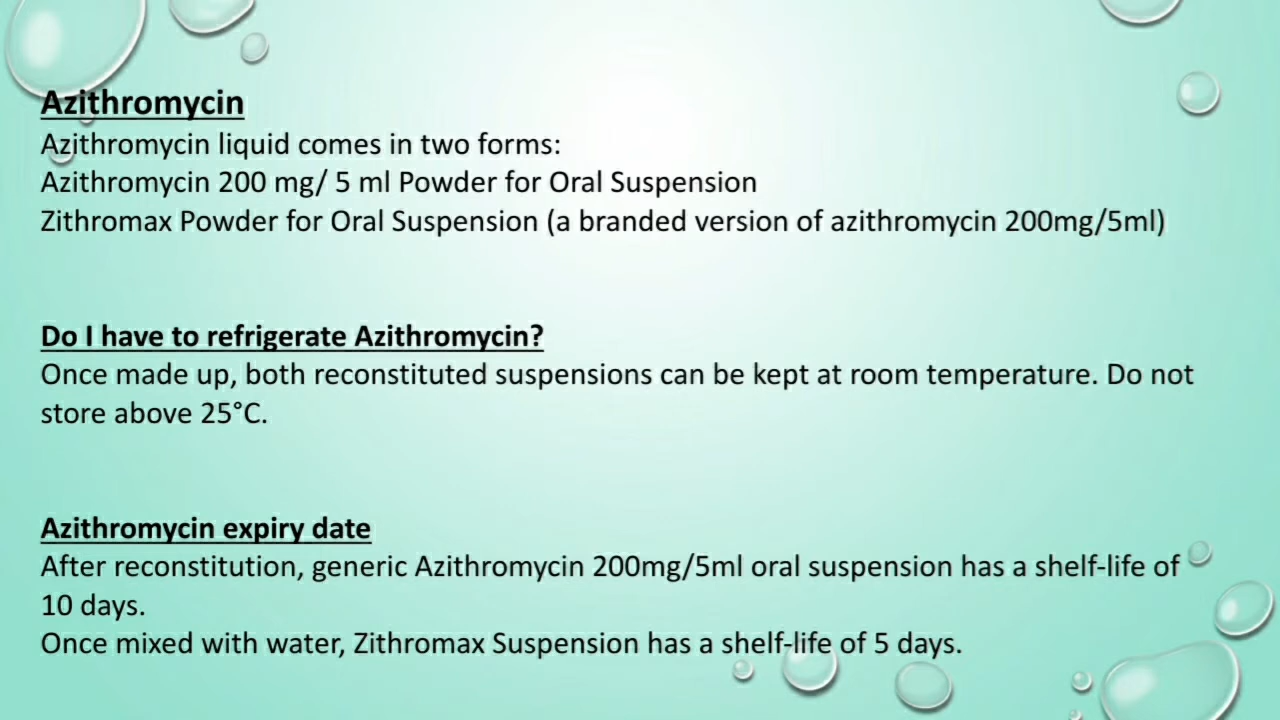 Azithromycin
Azithromycin liquid comes in two forms:
Azithromycin 200 mg/ 5 ml Powder for Oral Suspension
Zithromax Powder for Oral Suspension (a branded version of azithromycin 200mg/5ml)
Do I have to refrigerate Azithromycin?
Once made up, both reconstituted suspensions can be kept at room temperature. Do not
store above 25°C.
Azithromycin expiry date
After reconstitution, generic Azithromycin 200mg/5ml oral suspension has a shelf-life of
10 days.
Once mixed with water, Zithromax Suspension has a shelf-life of 5 days.